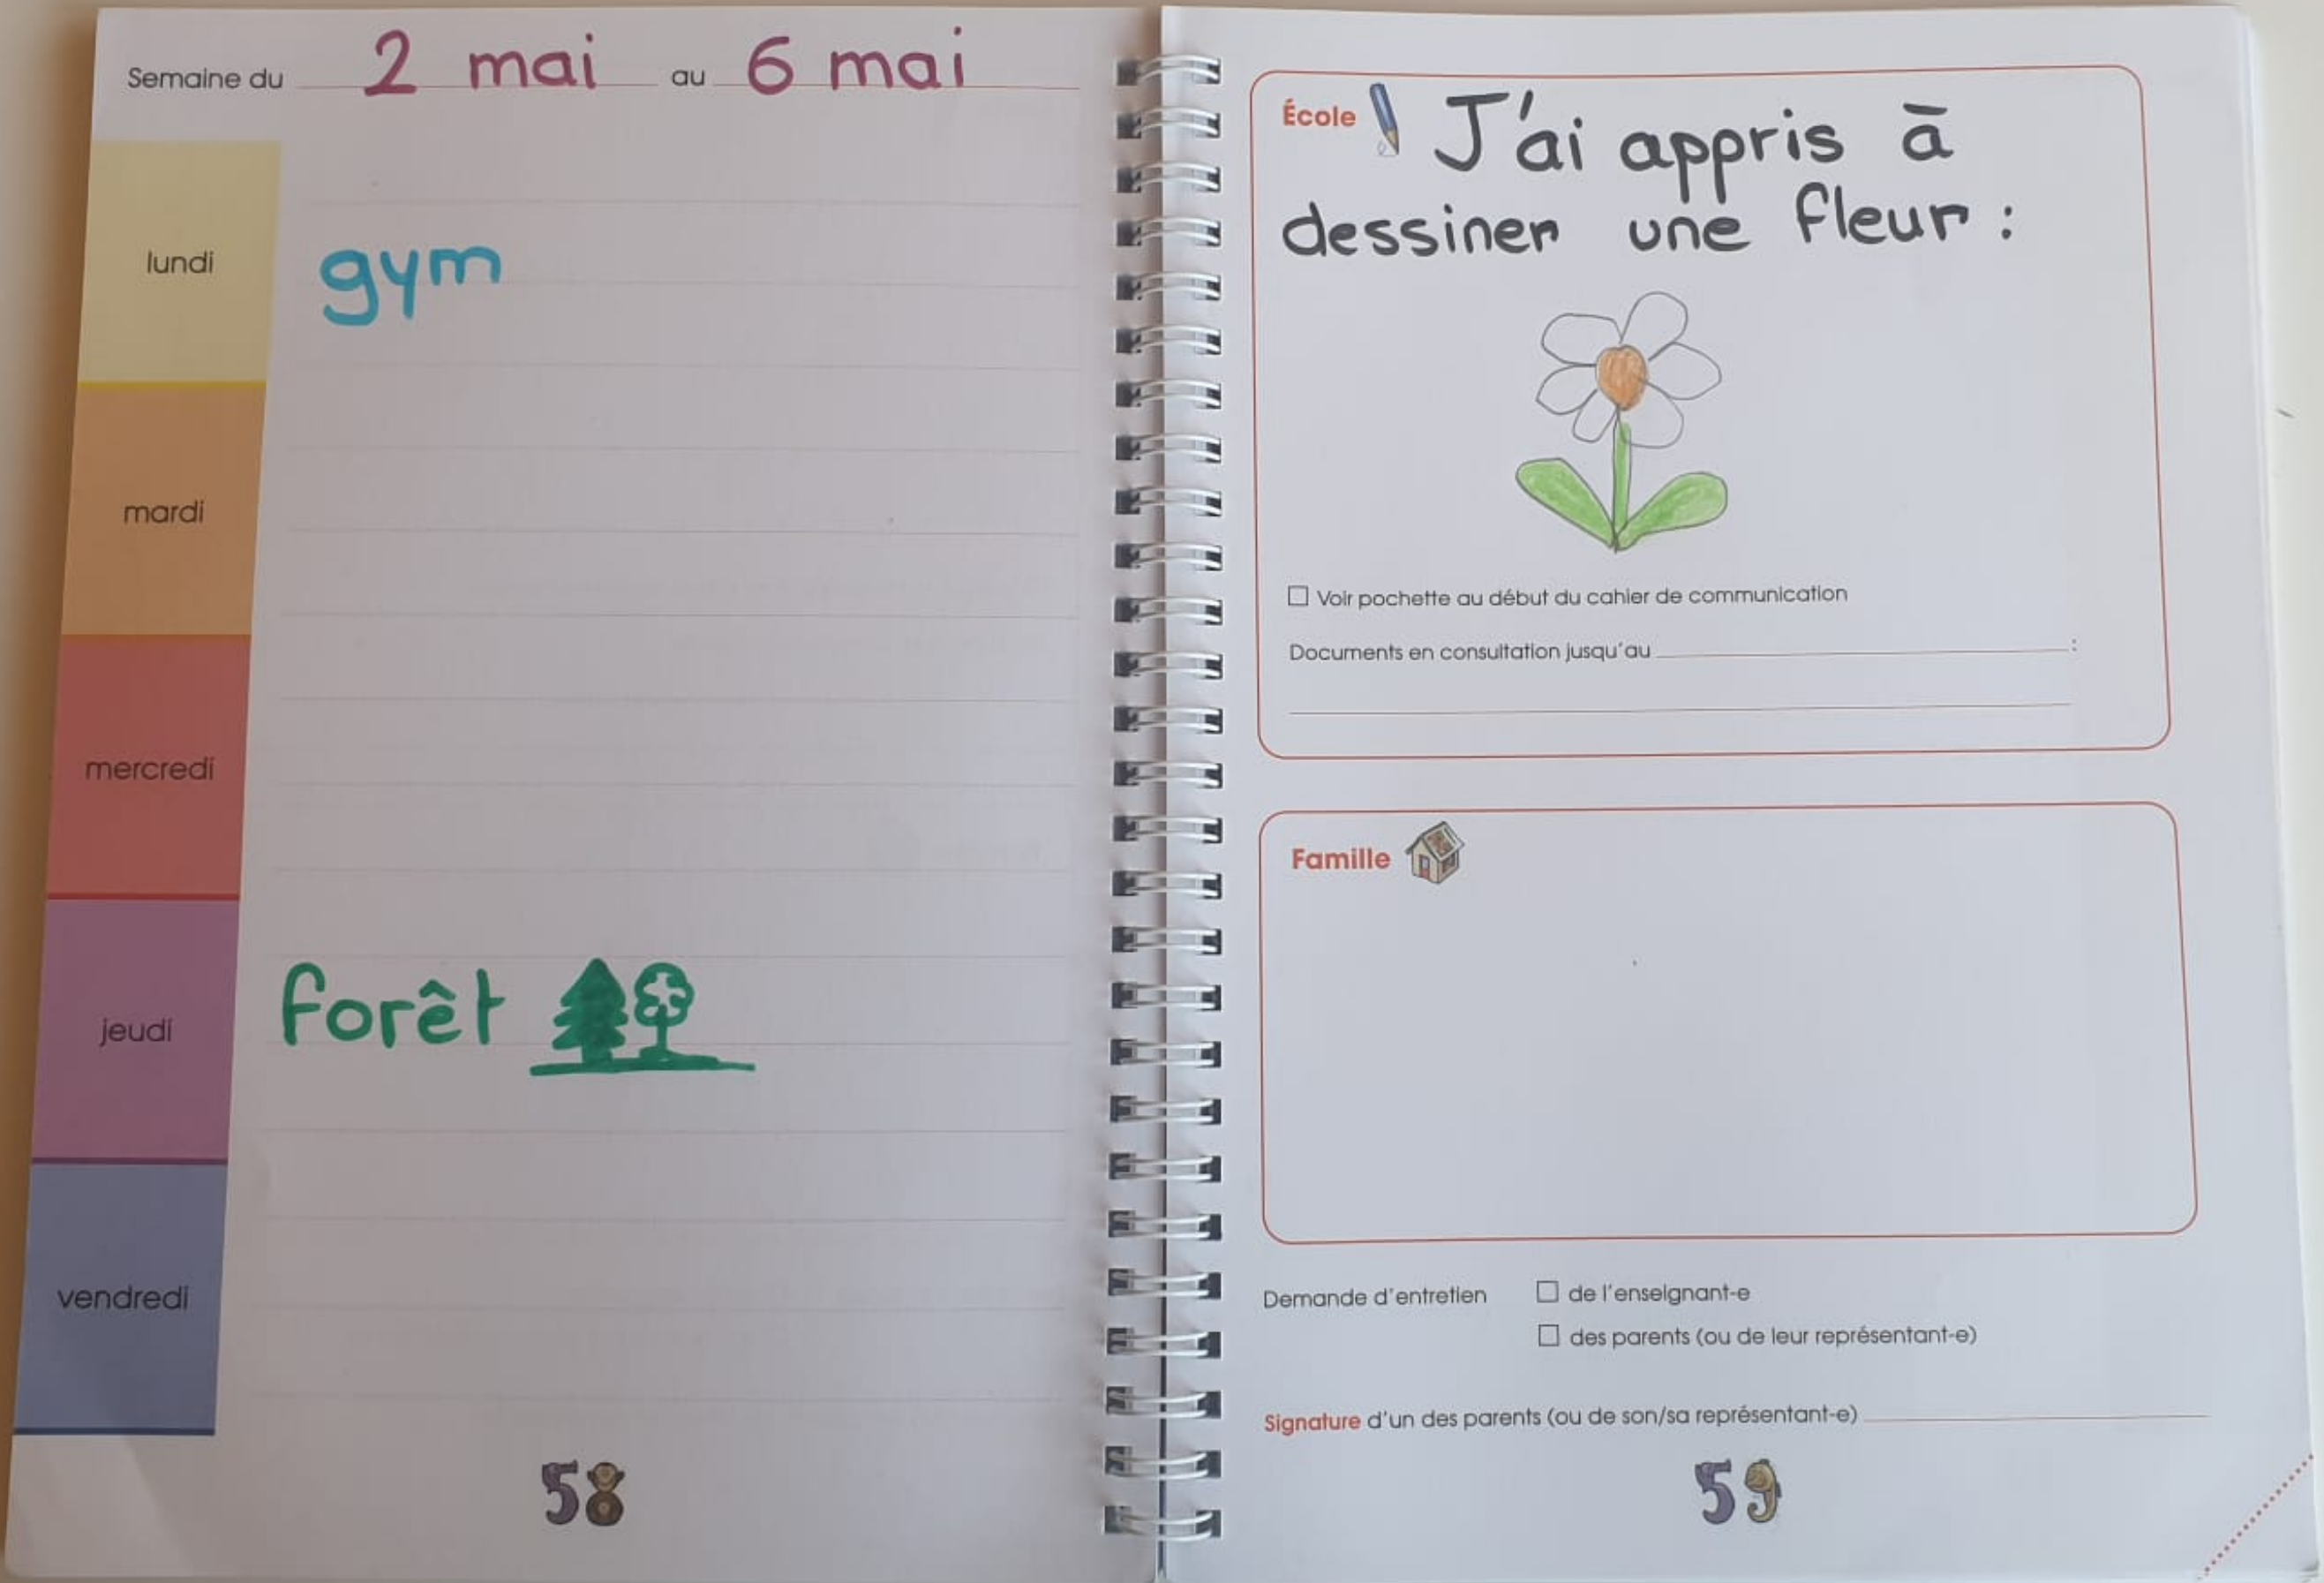 Semaine du 2 mai au 6 mai
lundi gym
mardi
mercredi
jeudi forêt
vendredi
58
École J'ai appris à
dessiner une fleur :
Voir pochette au début du cahier de communication
Documents en consultation jusqu'au :
Famille
Demande d'entretien de l'enseignant-e
des parents (ou de leur représentant-e)
Signature d'un des parents (ou de son/sa représentant-e)
59